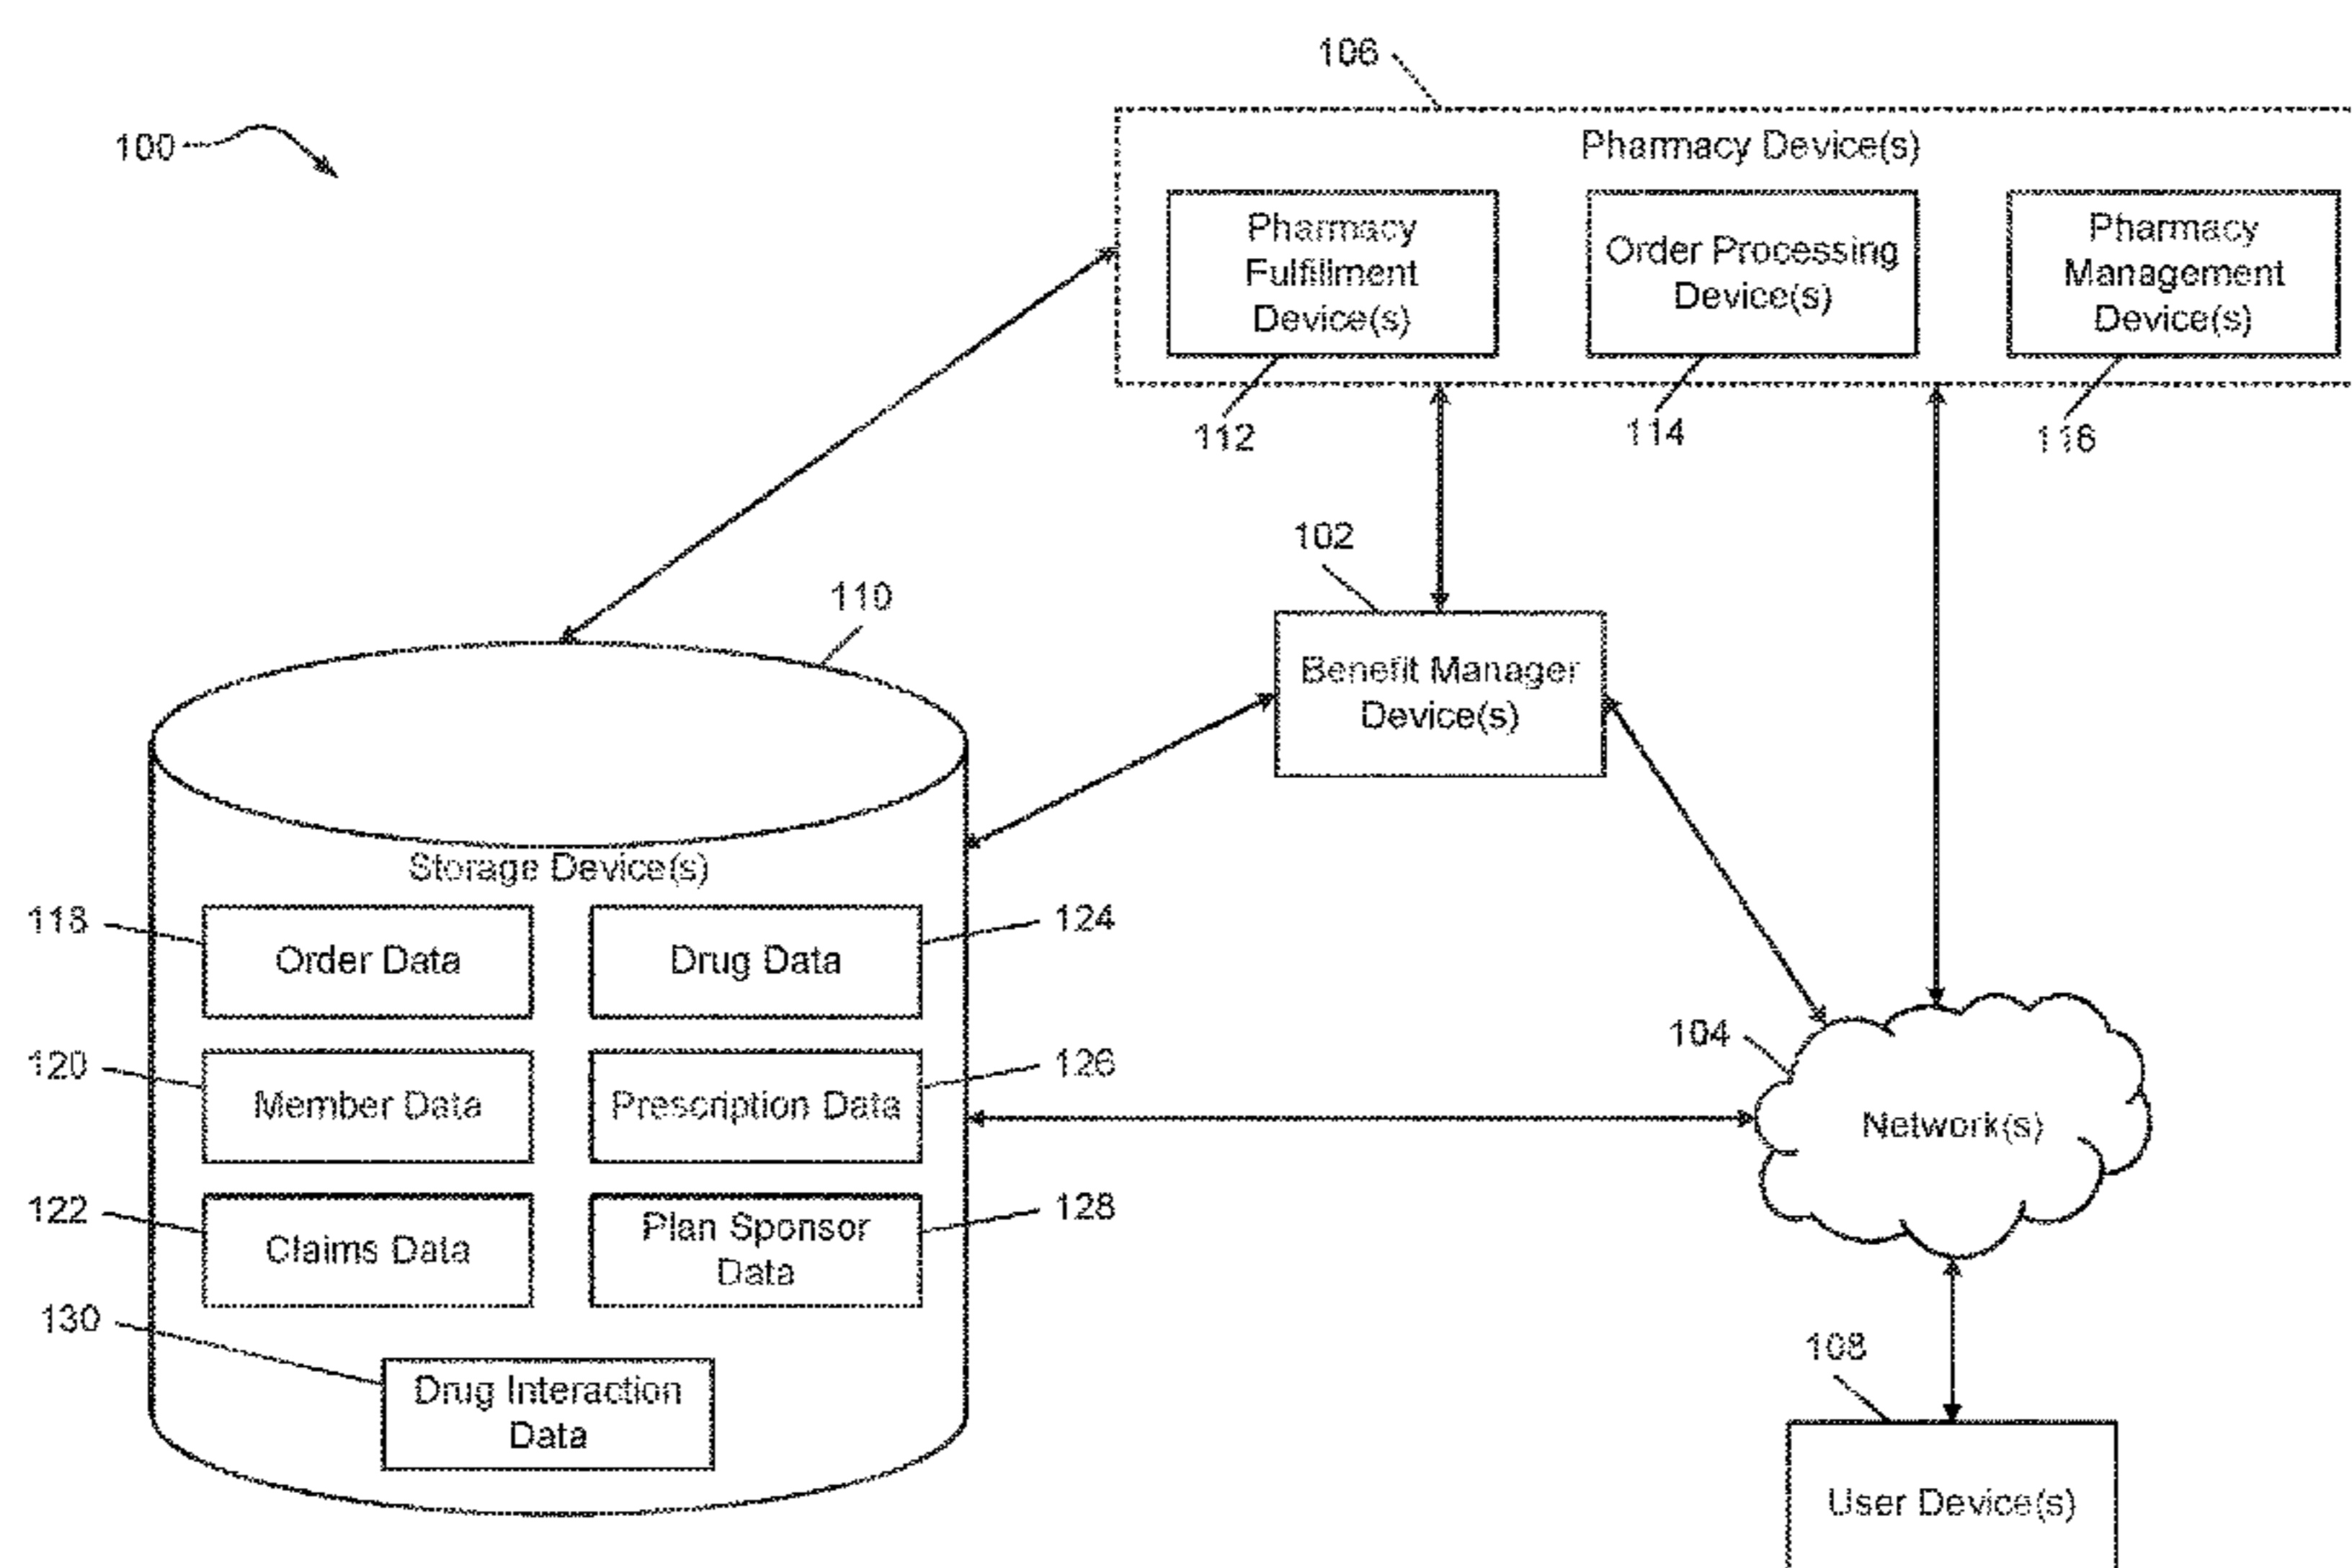 106
100
Pharmacy Device(s)
Pharmacy
Fulfillment
Device(s)
Order Processing
Device(s)
Pharmacy
Management
Device(s)
112
114
116
102
110
Benefit Manager
Device(s)
Storage Device(s)
118
Order Data
Drug Data
124
120
Member Data
Prescription Data
126
104
Network(s)
122
Claims Data
Plan Sponsor
Data
128
130
Drug Interaction
Data
108
User Device(s)